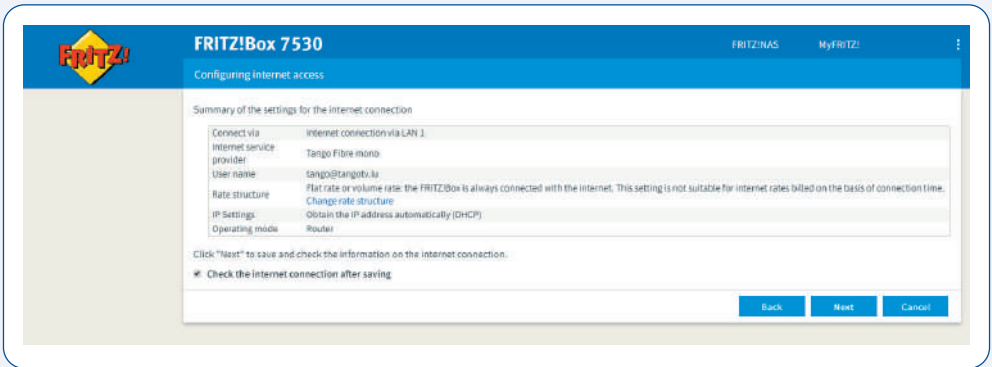 FRITZ!
FRITZ!Box 7530
FRITZ!NAS
MyFRITZ!
Configuring internet access
Summary of the settings for the internet connection
Connect via Internet connection via LAN 1
Internet service
provider
Tango Fibre mono
User name tango@tangotv.lu
Rate structure
Flat rate or volume rate: the FRITZ!Box is always connected with the internet. This setting is not suitable for internet rates billed on the basis of connection time.
Change rate structure
IP Settings Obtain the IP address automatically (DHCP)
Operating mode Router
Click "Next" to save and check the information on the internet connection.
Check the internet connection after saving
Back Next Cancel